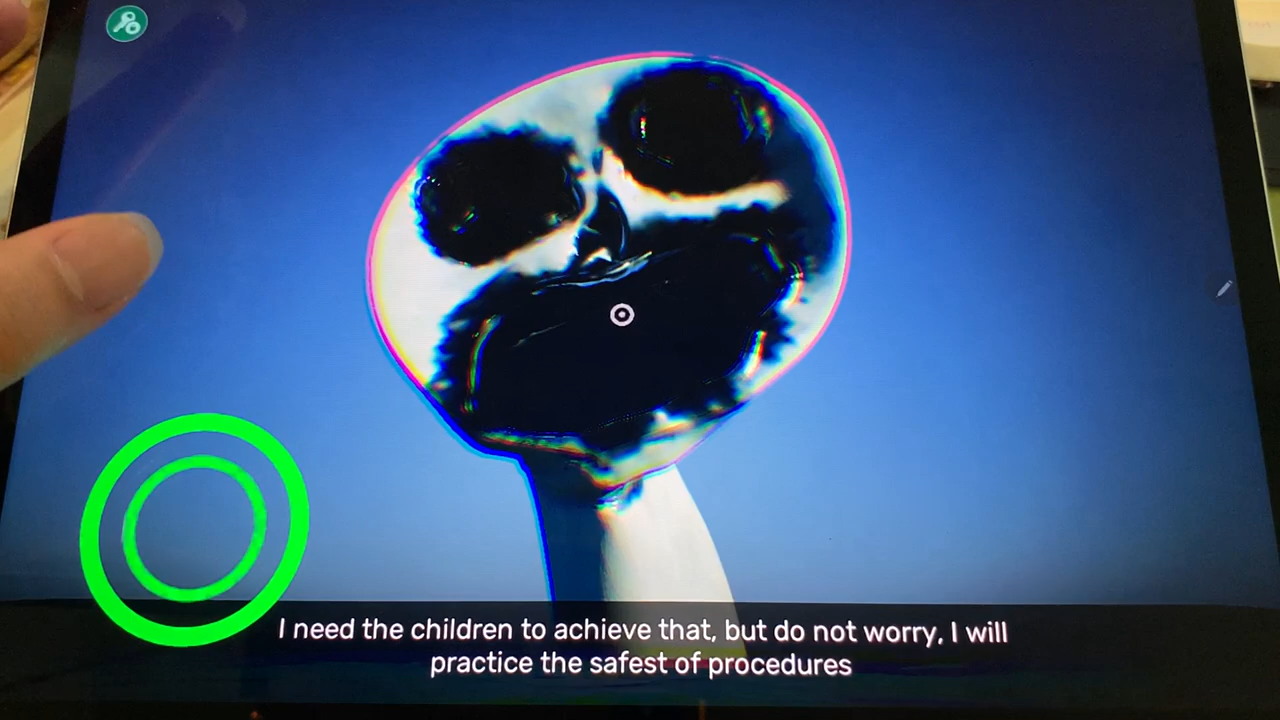 I need the children to achieve that, but do not worry, I will
practice the safest of procedures